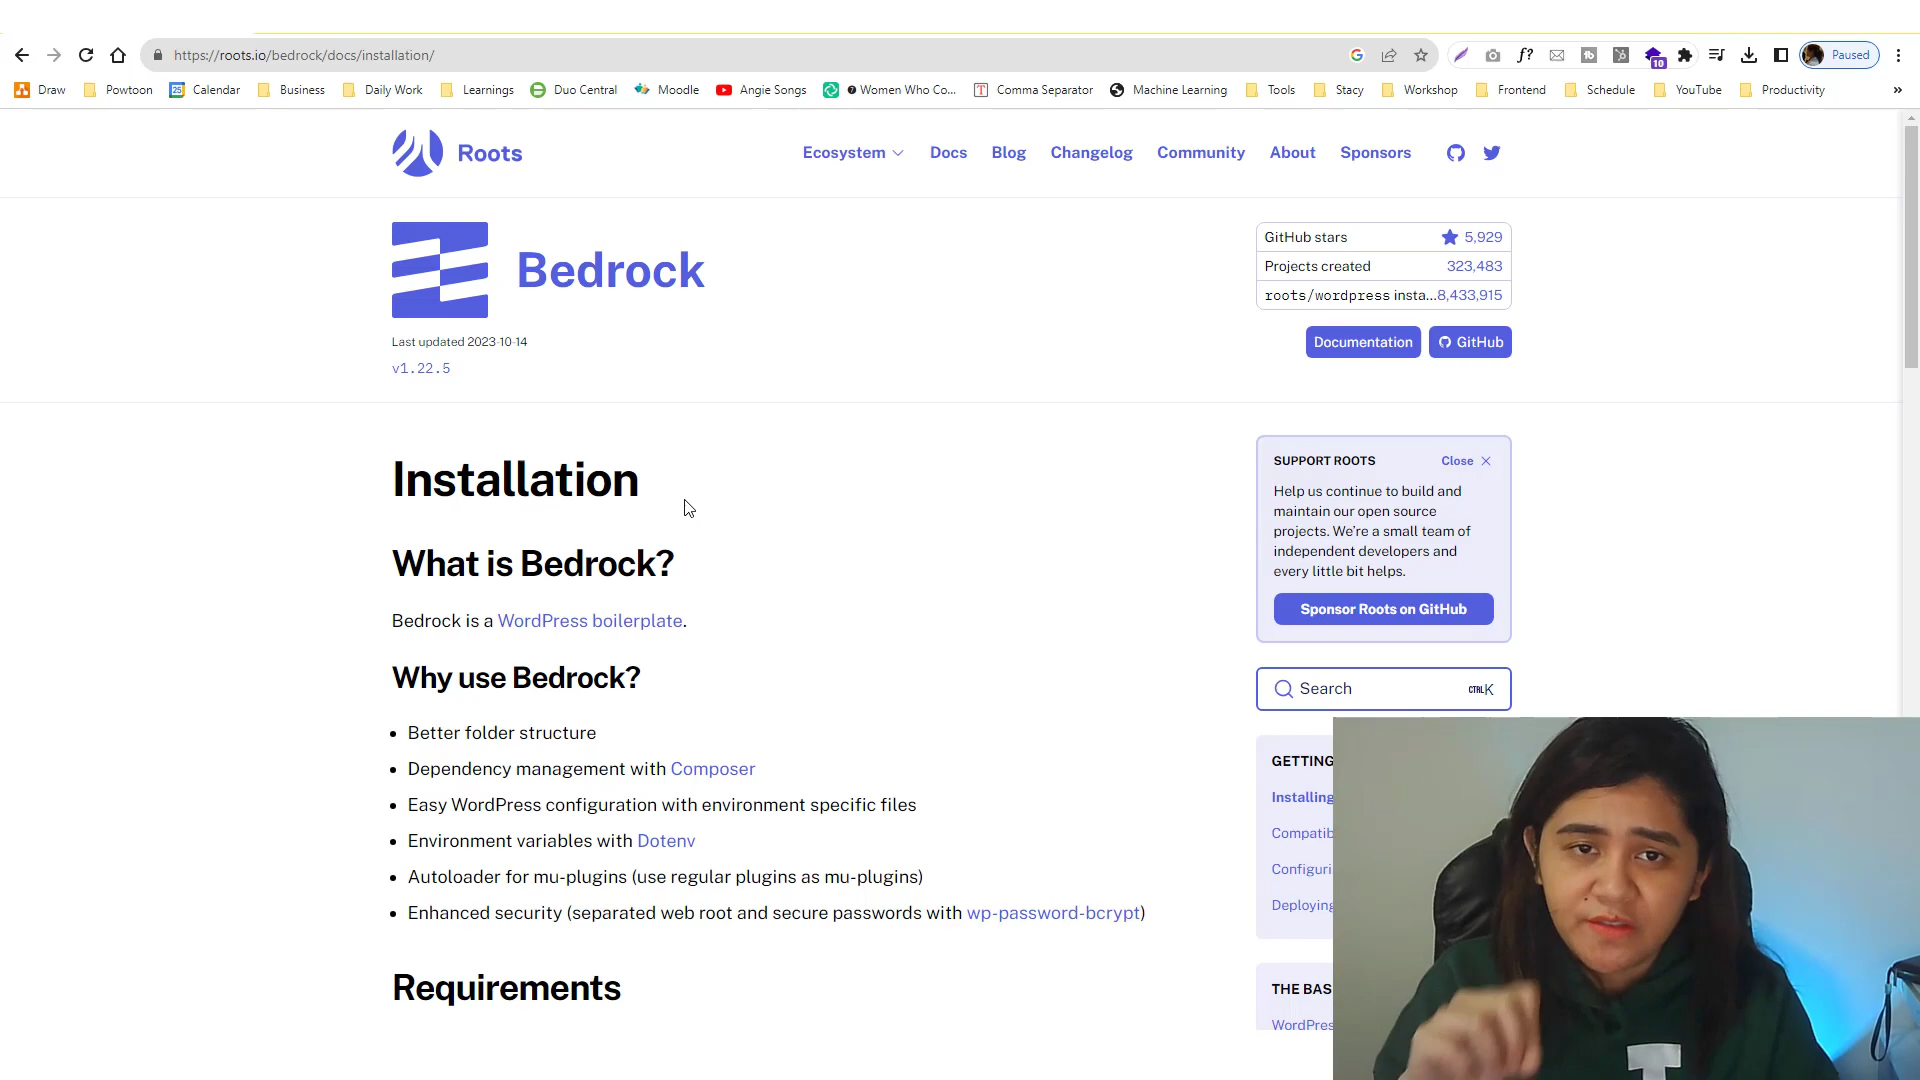 https://roots.io/bedrock/docs/installation/
10
Paused
Draw
Powtoon
25
Calendar
Business
Daily Work
Learnings
Duo Central
Moodle
Angie Songs
Women Who Co...
Comma Separator
Machine Learning
Tools
Stacy
Workshop
Frontend
Schedule
YouTube
Productivity
Roots
Ecosystem
Docs
Blog
Changelog
Community
About
Sponsors
Bedrock
Last updated 2023-10-14
v1.22.5
GitHub stars 5,929
Projects created 323,483
roots/wordpress insta...8,433,915
Documentation
GitHub
Installation
What is Bedrock?
Bedrock is a WordPress boilerplate.
Why use Bedrock?
Better folder structure
Dependency management with Composer
Easy WordPress configuration with environment specific files
Environment variables with Dotenv
Autoloader for mu-plugins (use regular plugins as mu-plugins)
Enhanced security (separated web root and secure passwords with wp-password-bcrypt)
Requirements
SUPPORT ROOTS
Close
Help us continue to build and
maintain our open source
projects. We're a small team of
independent developers and
every little bit helps.
Sponsor Roots on GitHub
Search
CTRL K
GETTING
Installing
Compatib
Configuri
Deploying
THE BAS
WordPres